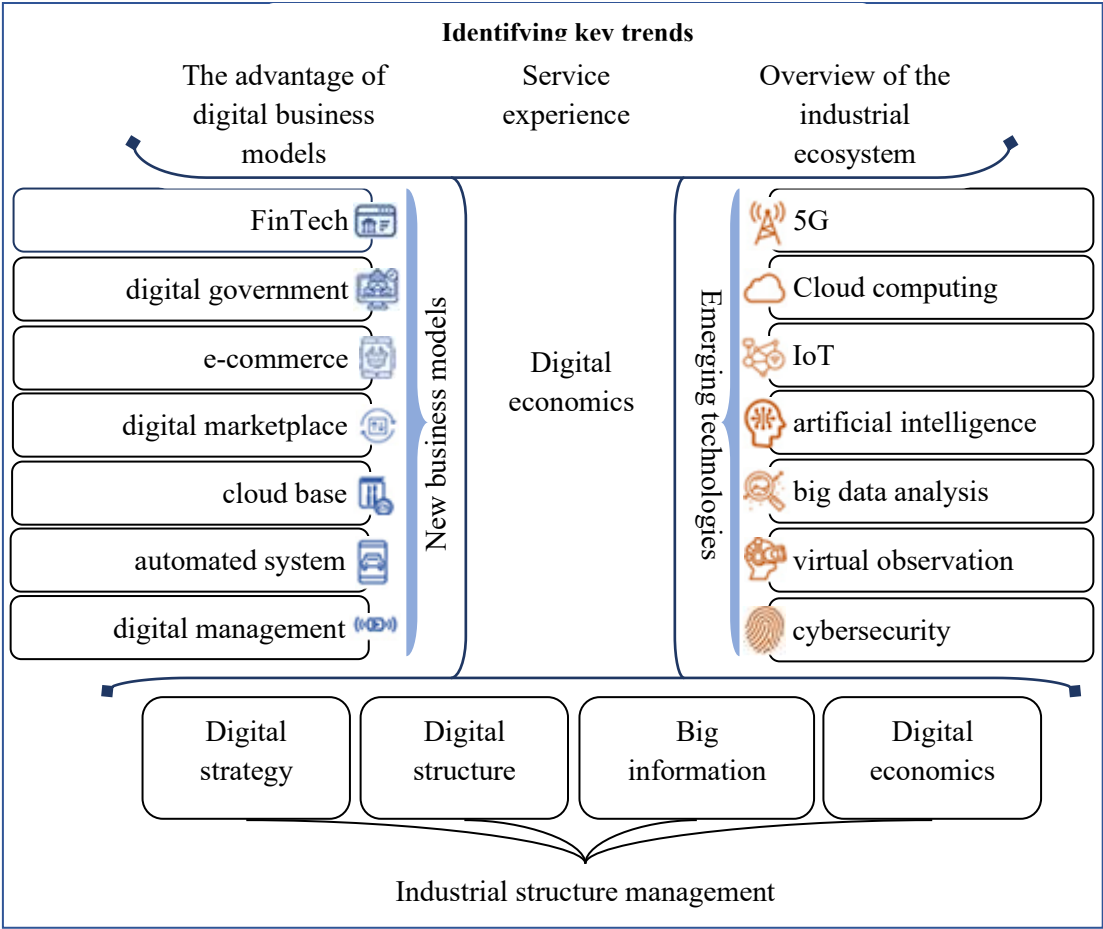 Identifying key trends
The advantage of
digital business
models
Service
experience
Overview of the
industrial
ecosystem
FinTech
digital government
e-commerce
digital marketplace
cloud base
automated system
digital management
New business models
Digital
economics
Emerging technologies
5G
Cloud computing
IoT
artificial intelligence
big data analysis
virtual observation
cybersecurity
Digital
strategy
Digital
structure
Big
information
Digital
economics
Industrial structure management